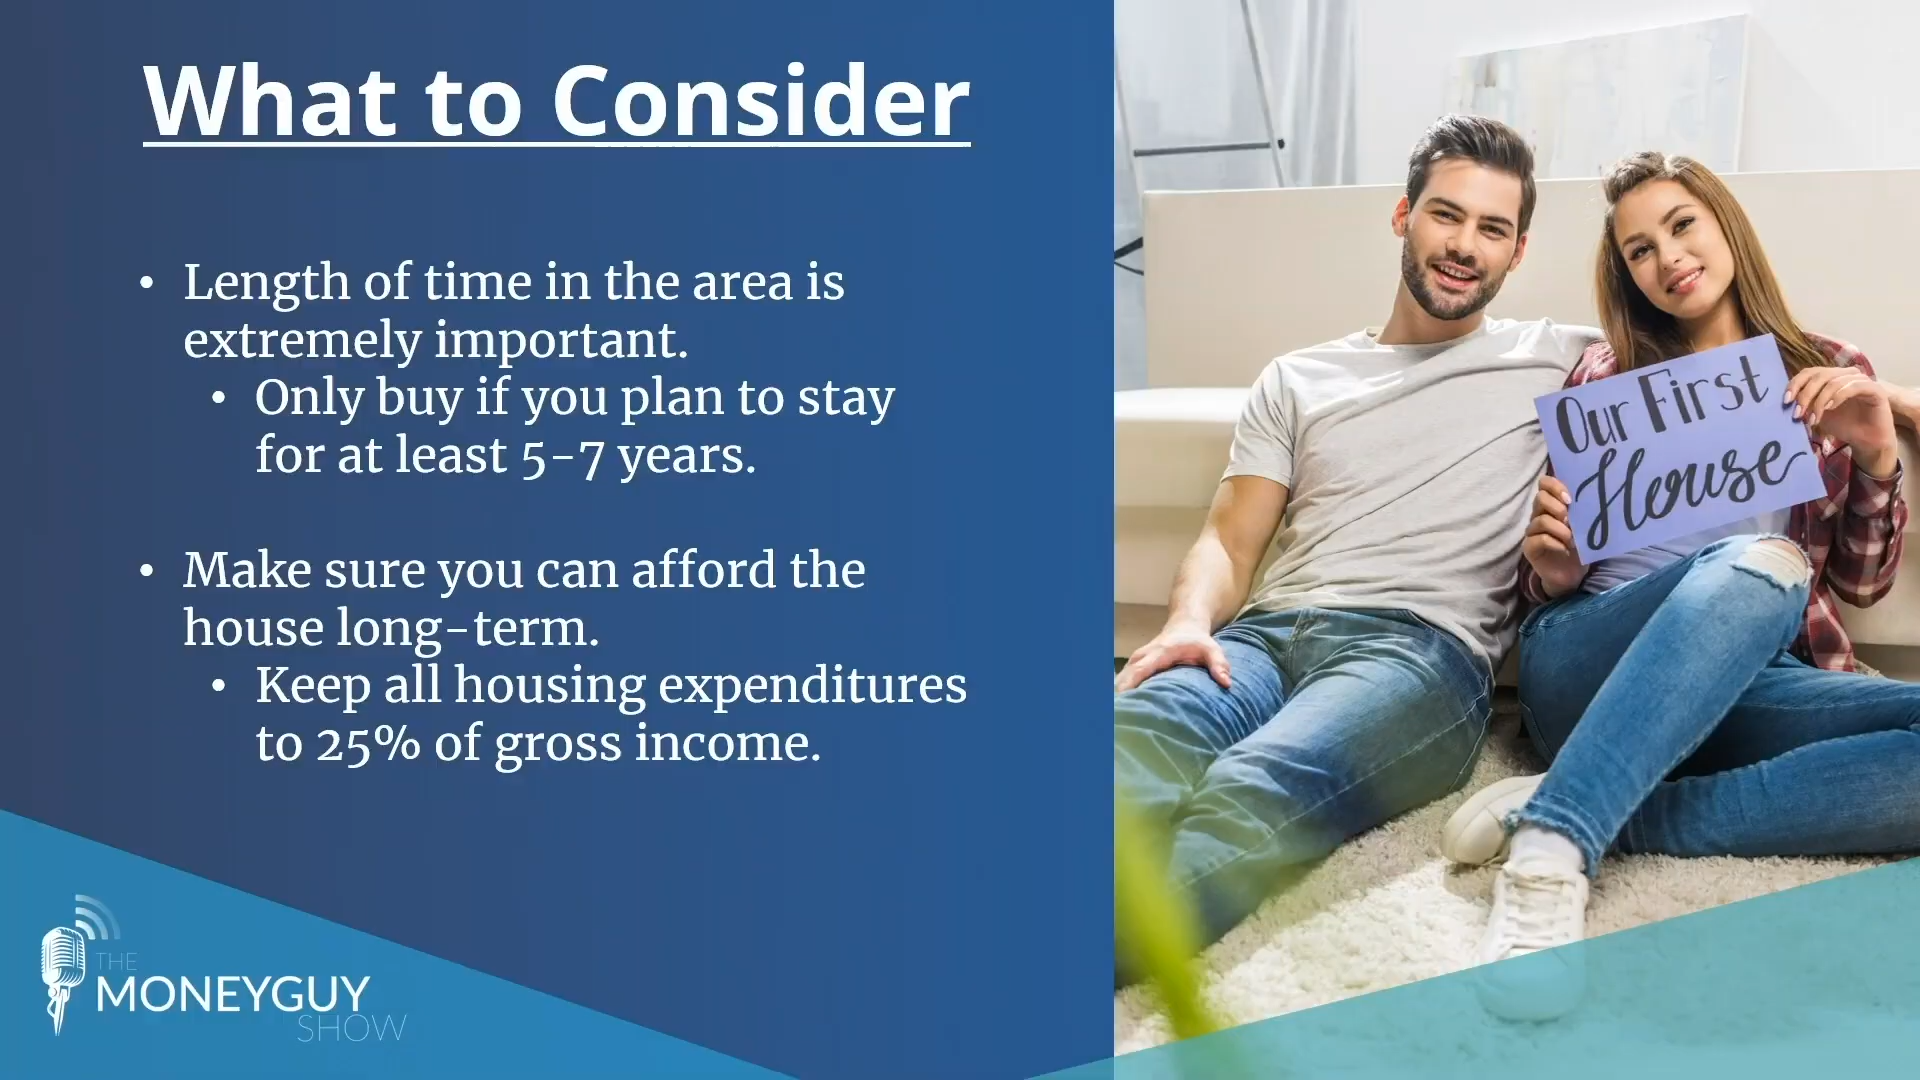 What to Consider
• Length of time in the area is
extremely important.
• Only buy if you plan to stay
for at least 5-7 years.
• Make sure you can afford the
house long-term.
• Keep all housing expenditures
to 25% of gross income.
Our First
House
THE
MONEYGUY
SHOW